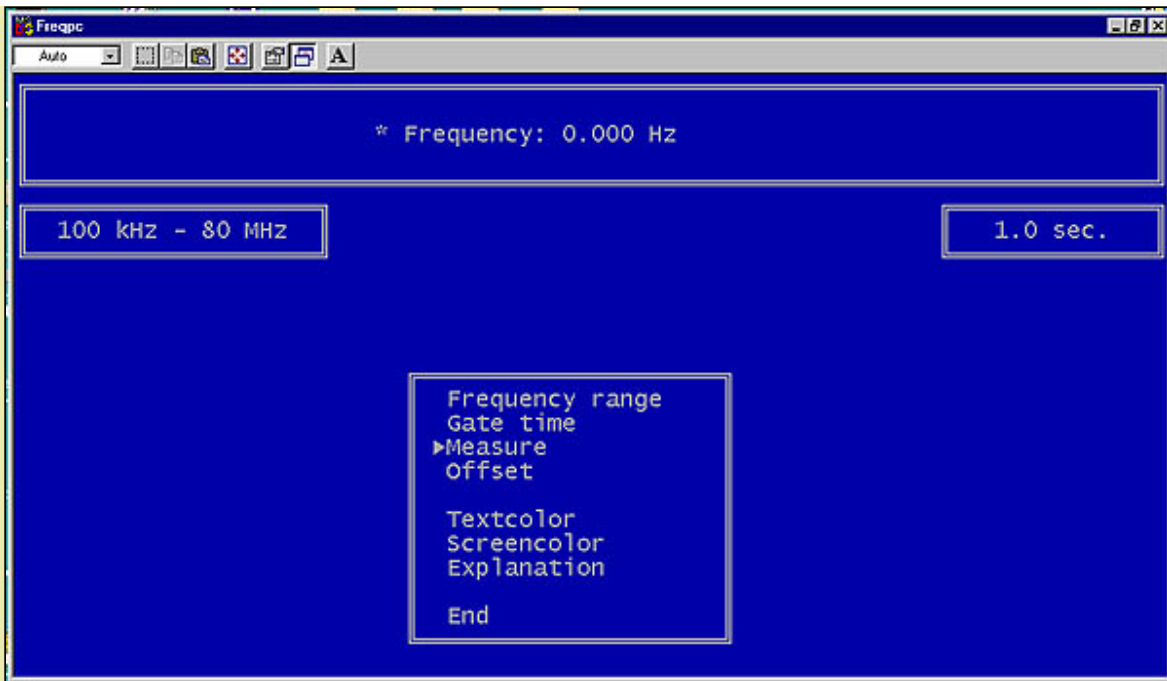 Freqpc
Auto
A
* Frequency: 0.000 Hz
100 kHz - 80 MHz
1.0 sec.
Frequency range
Gate time
▶Measure
Offset
Textcolor
Screencolor
Explanation
End